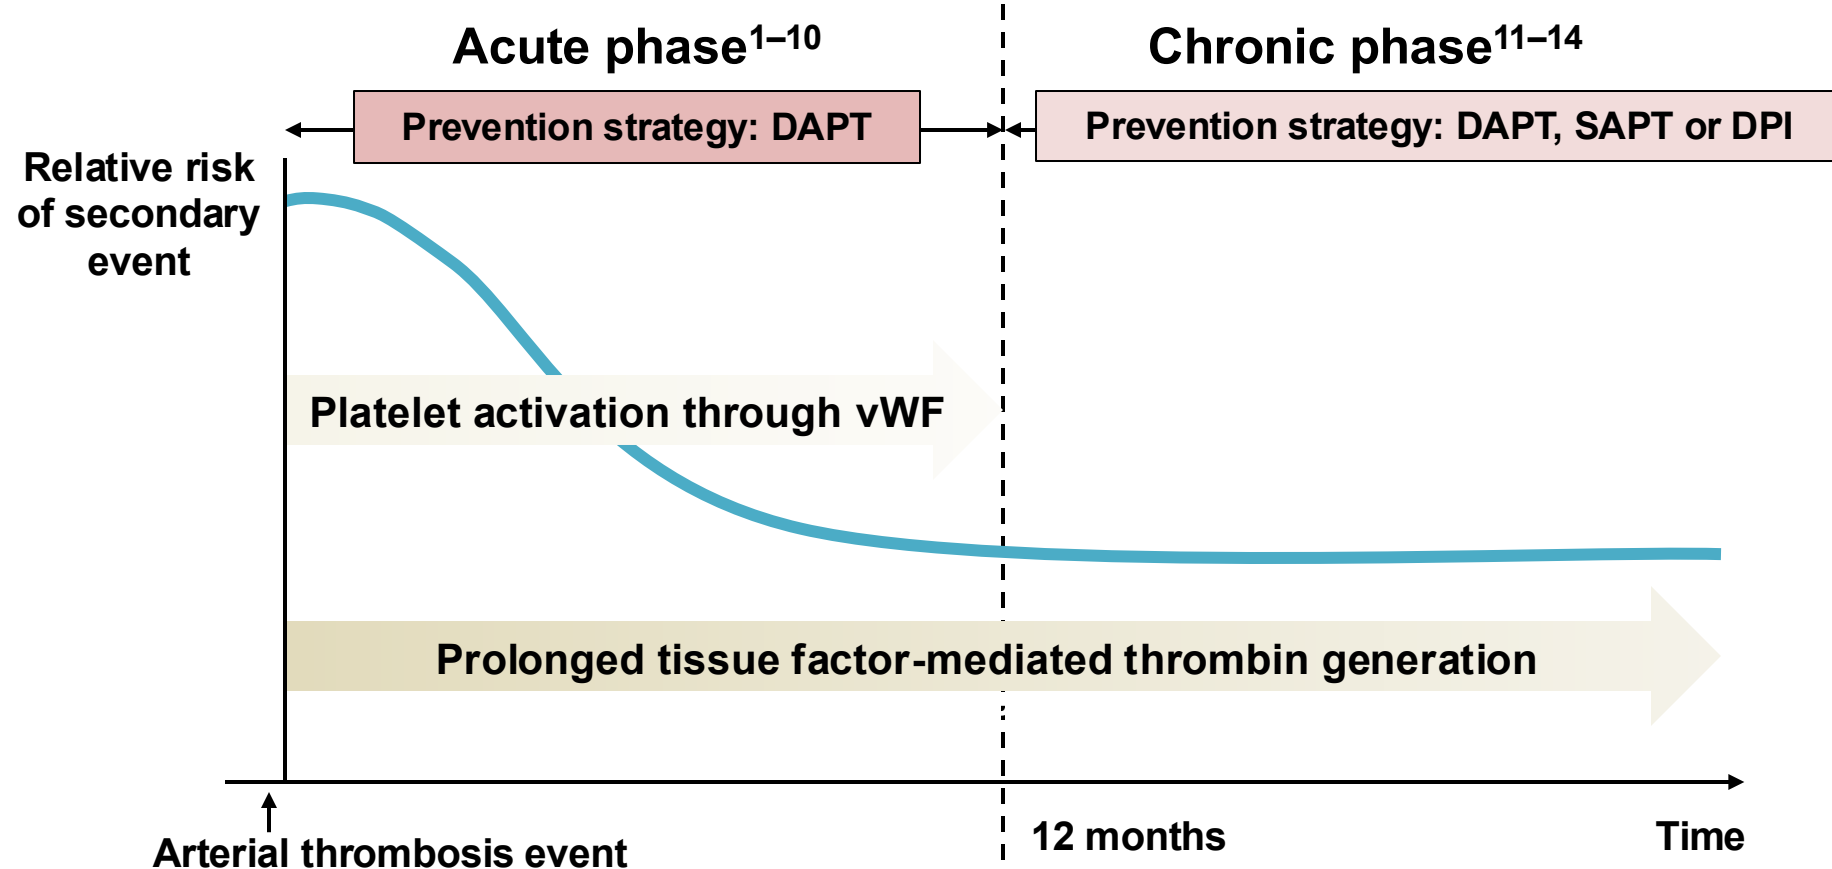 Acute phase¹⁻¹⁰
Chronic phase¹¹⁻¹⁴
Prevention strategy: DAPT
Prevention strategy: DAPT, SAPT or DPI
Relative risk
of secondary
event
Platelet activation through vWF
Prolonged tissue factor-mediated thrombin generation
Arterial thrombosis event
12 months
Time